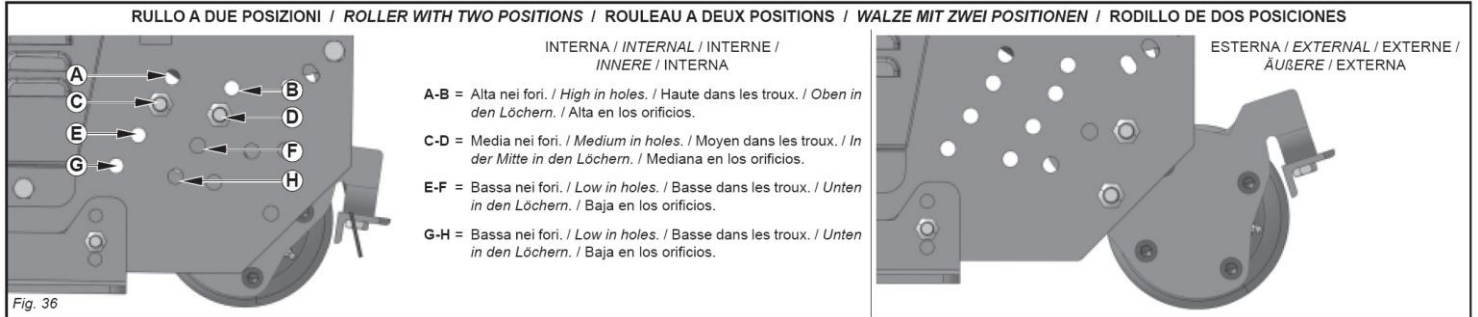 RULLO A DUE POSIZIONI / ROLLER WITH TWO POSITIONS / ROULEAU A DEUX POSITIONS / WALZE MIT ZWEI POSITIONEN / RODILLO DE DOS POSICIONES
A
B
C
D
E
F
G
H
Fig. 36
INTERNA / INTERNAL / INTERNE /
INNERE / INTERNA
A-B = Alta nei fori. / High in holes. / Haute dans les troux. / Oben in
den Löchern. / Alta en los orificios.
C-D = Media nei fori. / Medium in holes. / Moyen dans les troux. / In
der Mitte in den Löchern. / Mediana en los orificios.
E-F = Bassa nei fori. / Low in holes. / Basse dans les troux. / Unten
in den Löchern. / Baja en los orificios.
G-H = Bassa nei fori. / Low in holes. / Basse dans les troux. / Unten
in den Löchern. / Baja en los orificios.
ESTERNA / EXTERNAL / EXTERNE /
ÄUßERE / EXTERNA